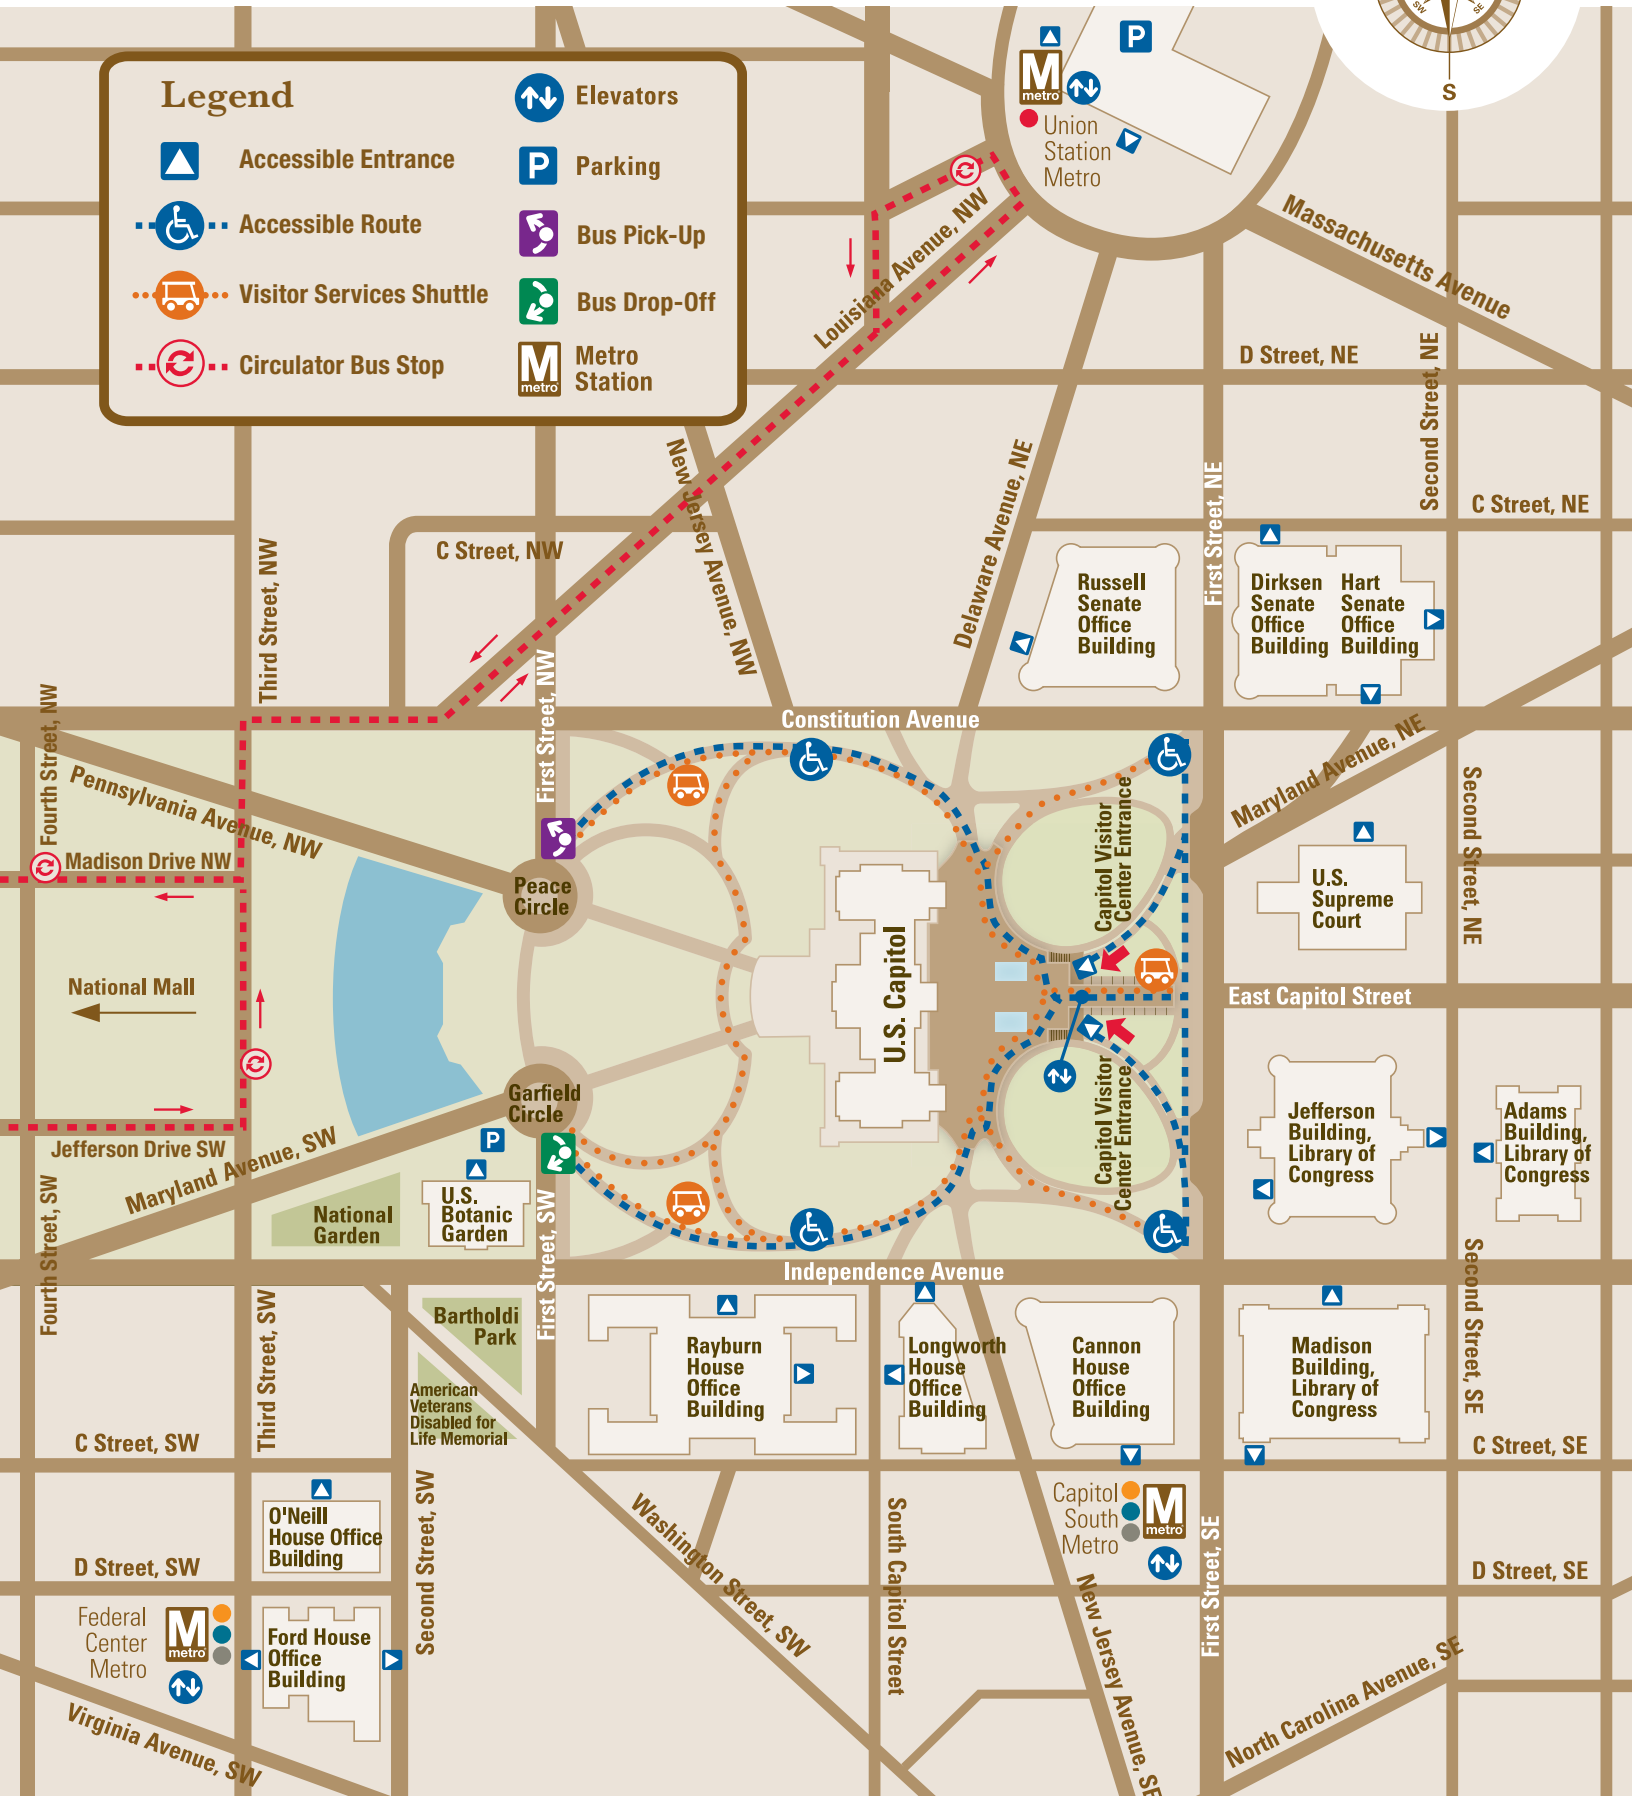 SW
SE
S
Legend
Accessible Entrance
Accessible Route
Visitor Services Shuttle
Circulator Bus Stop
Elevators
P
Parking
Bus Pick-Up
Bus Drop-Off
M
metro
Metro
Station
P
M
metro
Union
Station
Metro
Louisiana Avenue, NW
Massachusetts Avenue
D Street, NE
Second Street, NE
C Street, NE
First Street, NE
Delaware Avenue, NE
New Jersey Avenue, NW
C Street, NW
Third Street, NW
First Street, NW
Fourth Street, NW
Russell
Senate
Office
Building
Dirksen
Senate
Office
Building
Hart
Senate
Office
Building
Constitution Avenue
Pennsylvania Avenue, NW
Madison Drive NW
Maryland Avenue, NE
Second Street, NE
Capitol Visitor
Center Entrance
U.S.
Supreme
Court
Peace
Circle
U.S. Capitol
National Mall
East Capitol Street
Garfield
Circle
Capitol Visitor
Center Entrance
Jefferson
Building,
Library of
Congress
Adams
Building,
Library of
Congress
Jefferson Drive SW
Maryland Avenue, SW
P
U.S.
Botanic
Garden
National
Garden
Fourth Street, SW
First Street, SW
Independence Avenue
Second Street, SE
Third Street, SW
Bartholdi
Park
American
Veterans
Disabled for
Life Memorial
Rayburn
House
Office
Building
Longworth
House
Office
Building
Cannon
House
Office
Building
Madison
Building,
Library of
Congress
C Street, SW
C Street, SE
O'Neill
House Office
Building
Second Street, SW
Washington Street, SW
South Capitol Street
Capitol
South
Metro
M
metro
First Street, SE
D Street, SW
D Street, SE
Federal
Center
Metro
M
metro
Ford House
Office
Building
New Jersey Avenue, SE
North Carolina Avenue, SE
Virginia Avenue, SW